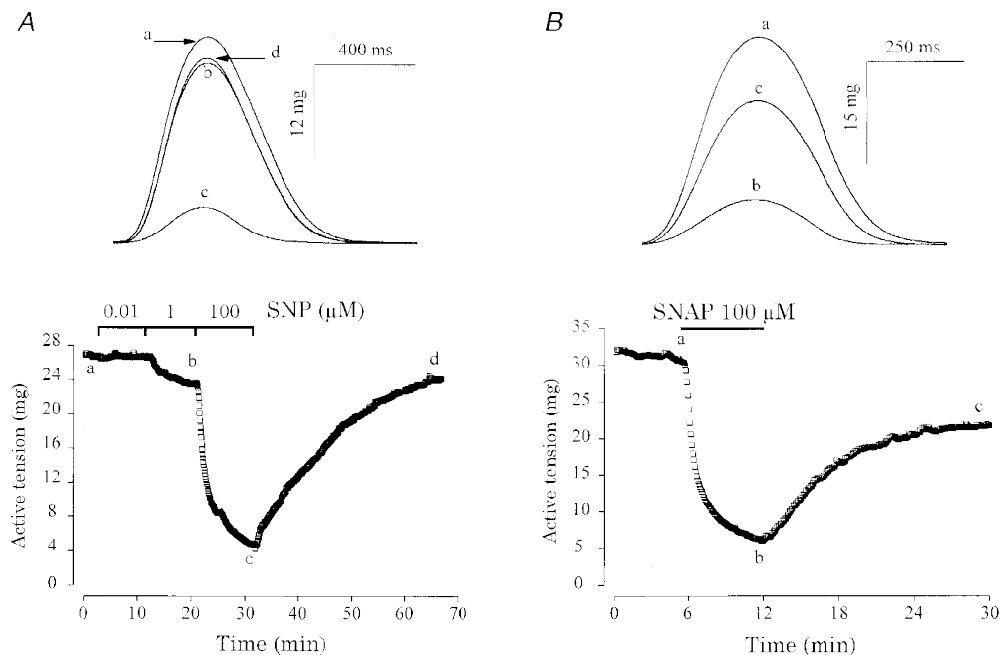 A
a
d
b
c
400 ms
12 mg
0.01 1 100 SNP (µM)
28
24
20
16
12
8
4
0
a
b
c
d
Active tension (mg)
0 10 20 30 40 50 60 70
Time (min)
B
a
c
b
250 ms
15 mg
SNAP 100 µM
35
30
25
20
15
10
5
0
a
b
c
Active tension (mg)
0 6 12 18 24 30
Time (min)